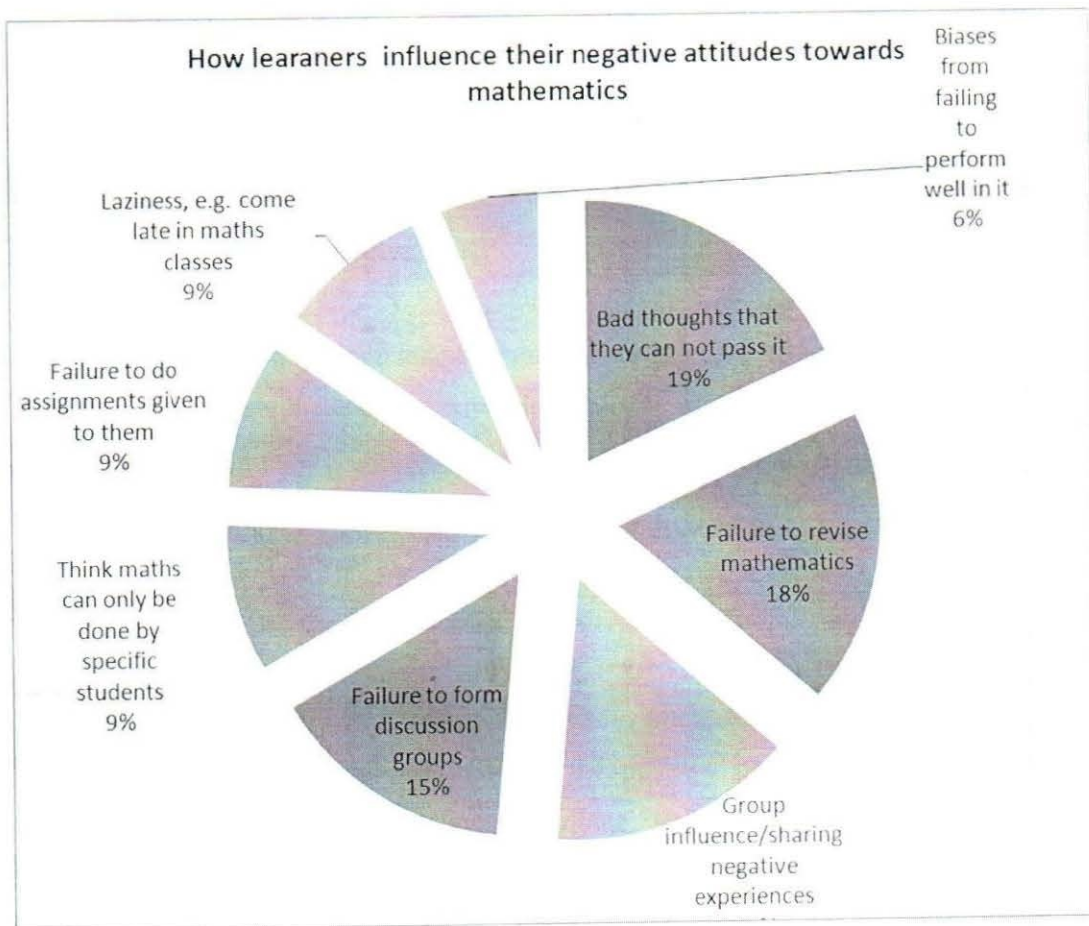 How learaners influence their negative attitudes towards
mathematics
Biases
from
failing
to
perform
well in it
6%
Bad thoughts that
they can not pass it
19%
Failure to revise
mathematics
18%
Group
influence/sharing
negative
experiences
Failure to form
discussion
groups
15%
Think maths
can only be
done by
specific
students
9%
Failure to do
assignments given
to them
9%
Laziness, e.g. come
late in maths
classes
9%